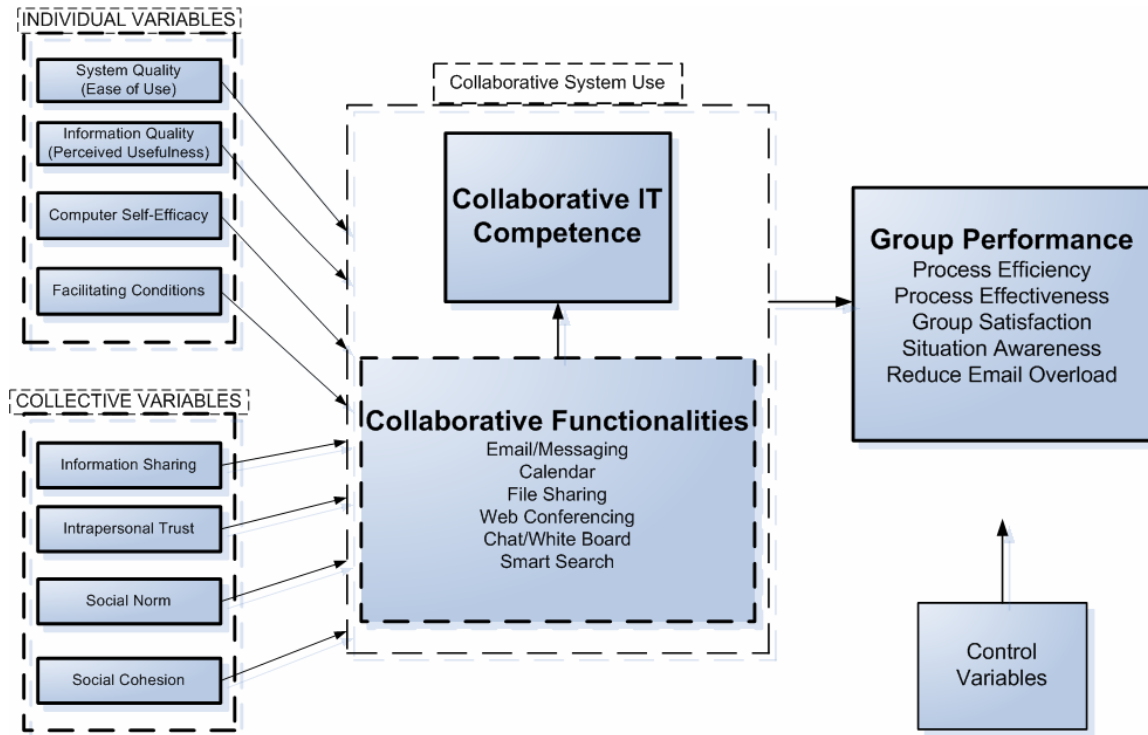 INDIVIDUAL VARIABLES
System Quality
(Ease of Use)
Information Quality
(Perceived Usefulness)
Computer Self-Efficacy
Facilitating Conditions
COLLECTIVE VARIABLES
Information Sharing
Intrapersonal Trust
Social Norm
Social Cohesion
Collaborative System Use
Collaborative IT
Competence
Collaborative Functionalities
Email/Messaging
Calendar
File Sharing
Web Conferencing
Chat/White Board
Smart Search
Group Performance
Process Efficiency
Process Effectiveness
Group Satisfaction
Situation Awareness
Reduce Email Overload
Control
Variables